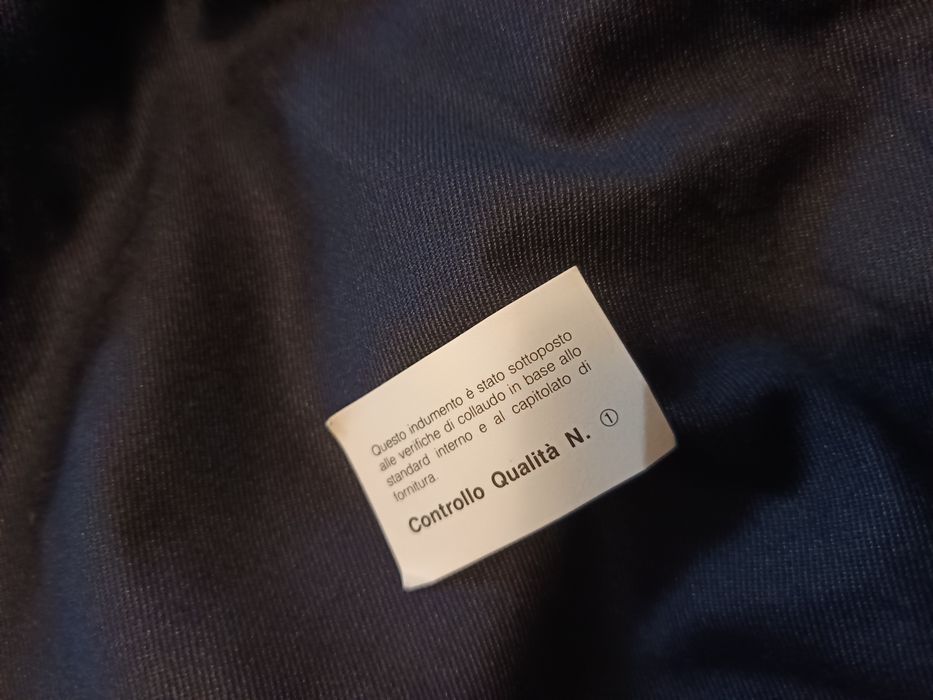 Questo indumento è stato sottoposto
alle verifiche di collaudo in base allo
standard interno e al capitolato di
fornitura.
Controllo Qualità N. ①